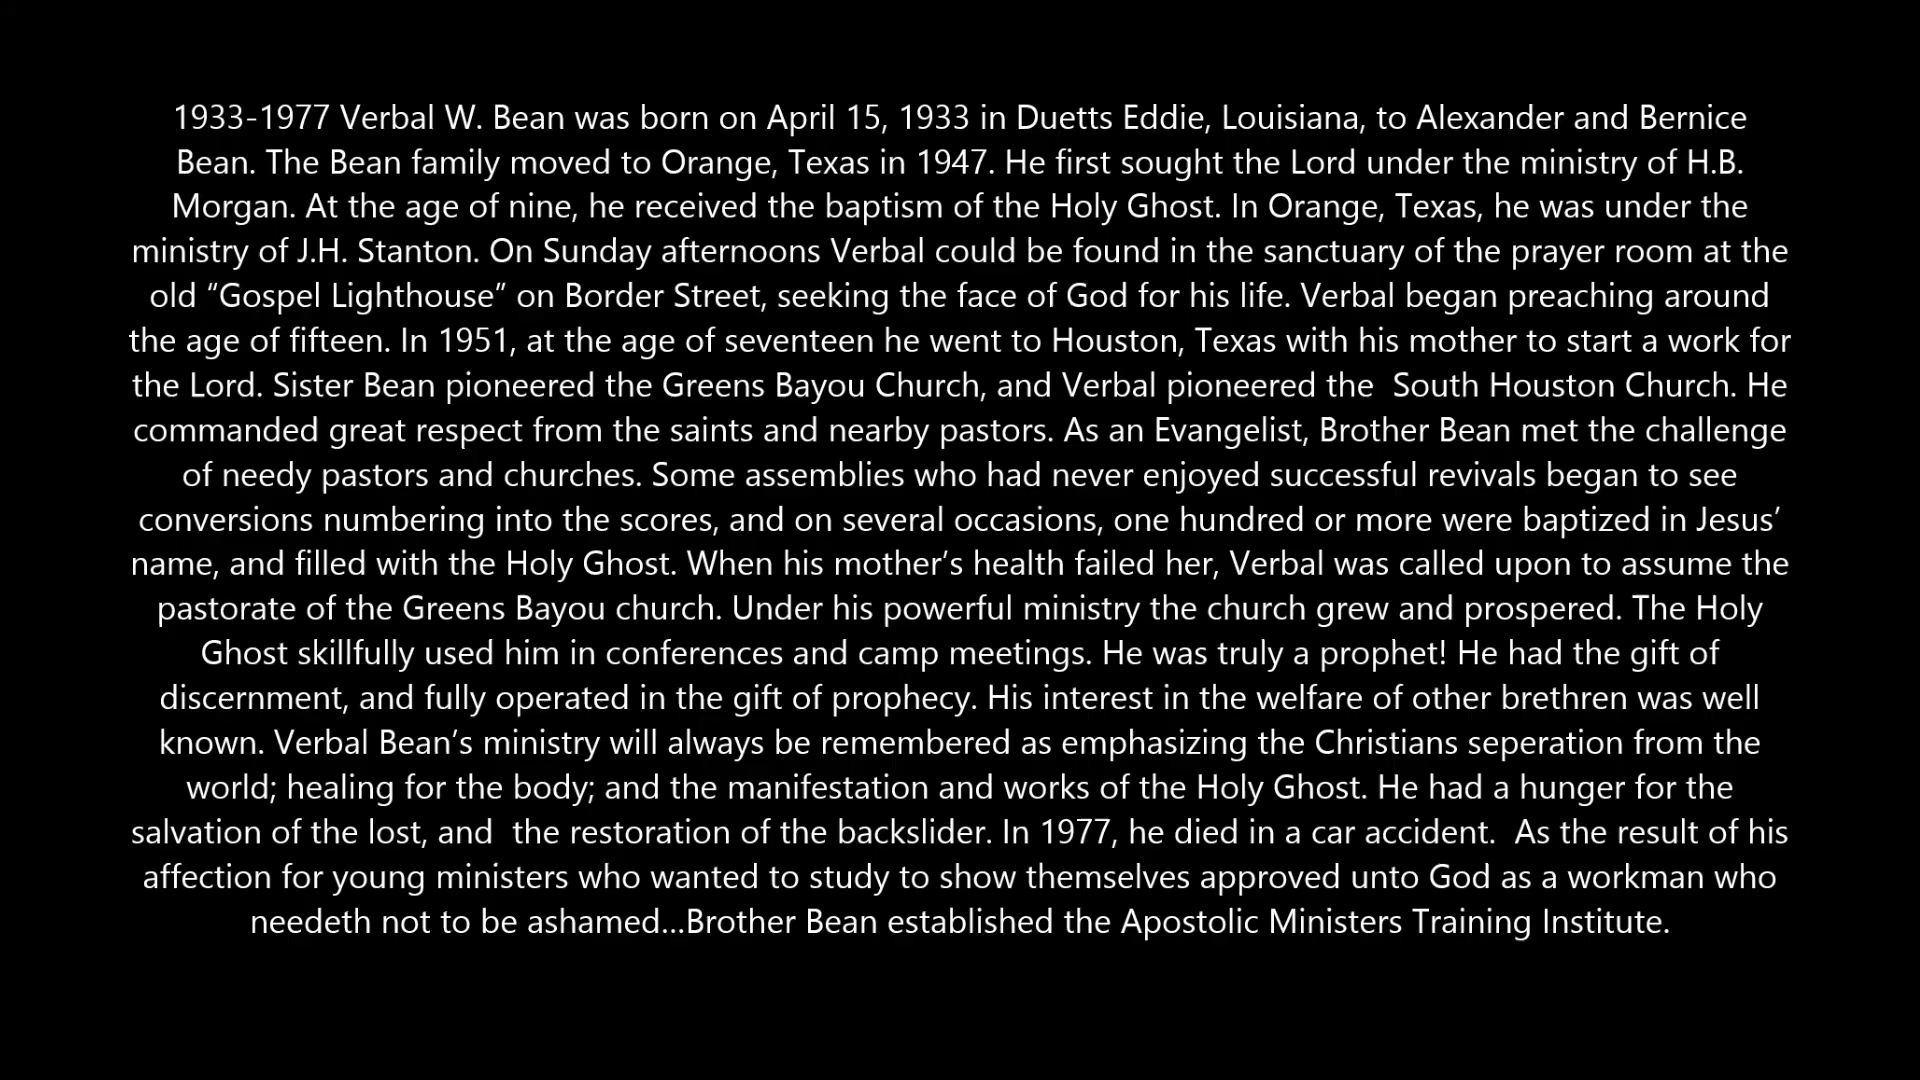 1933-1977 Verbal W. Bean was born on April 15, 1933 in Duetts Eddie, Louisiana, to Alexander and Bernice
Bean. The Bean family moved to Orange, Texas in 1947. He first sought the Lord under the ministry of H.B.
Morgan. At the age of nine, he received the baptism of the Holy Ghost. In Orange, Texas, he was under the
ministry of J.H. Stanton. On Sunday afternoons Verbal could be found in the sanctuary of the prayer room at the
old “Gospel Lighthouse” on Border Street, seeking the face of God for his life. Verbal began preaching around
the age of fifteen. In 1951, at the age of seventeen he went to Houston, Texas with his mother to start a work for
the Lord. Sister Bean pioneered the Greens Bayou Church, and Verbal pioneered the  South Houston Church. He
commanded great respect from the saints and nearby pastors. As an Evangelist, Brother Bean met the challenge
of needy pastors and churches. Some assemblies who had never enjoyed successful revivals began to see
conversions numbering into the scores, and on several occasions, one hundred or more were baptized in Jesus’
name, and filled with the Holy Ghost. When his mother’s health failed her, Verbal was called upon to assume the
pastorate of the Greens Bayou church. Under his powerful ministry the church grew and prospered. The Holy
Ghost skillfully used him in conferences and camp meetings. He was truly a prophet! He had the gift of
discernment, and fully operated in the gift of prophecy. His interest in the welfare of other brethren was well
known. Verbal Bean’s ministry will always be remembered as emphasizing the Christians seperation from the
world; healing for the body; and the manifestation and works of the Holy Ghost. He had a hunger for the
salvation of the lost, and  the restoration of the backslider. In 1977, he died in a car accident.  As the result of his
affection for young ministers who wanted to study to show themselves approved unto God as a workman who
needeth not to be ashamed...Brother Bean established the Apostolic Ministers Training Institute.